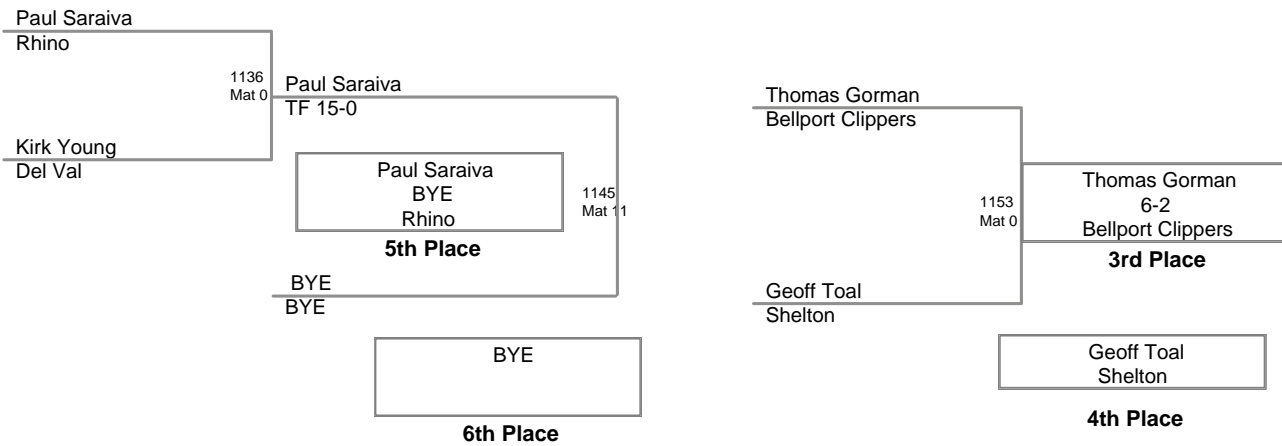 Paul Saraiva
Rhino
1136
Mat 0
Paul Saraiva
TF 15-0
Kirk Young
Del Val
Paul Saraiva
BYE
Rhino
5th Place
1145
Mat 11
BYE
BYE
BYE
6th Place
Thomas Gorman
Bellport Clippers
1153
Mat 0
Thomas Gorman
6-2
Bellport Clippers
3rd Place
Geoff Toal
Shelton
Geoff Toal
Shelton
4th Place